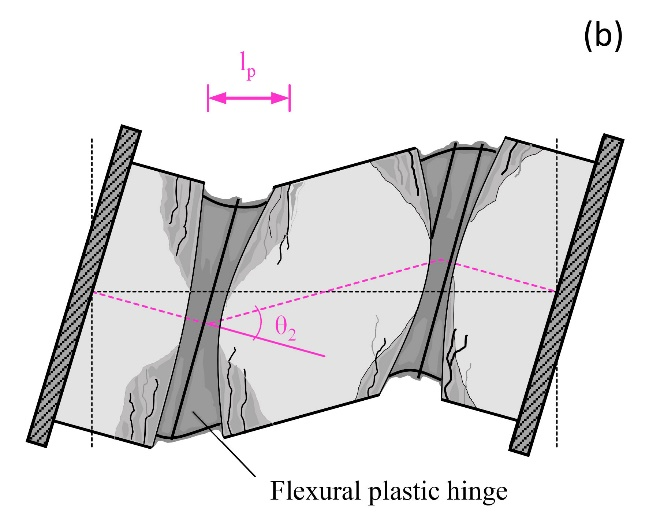 (b)
lₚ
θ₂
Flexural plastic hinge